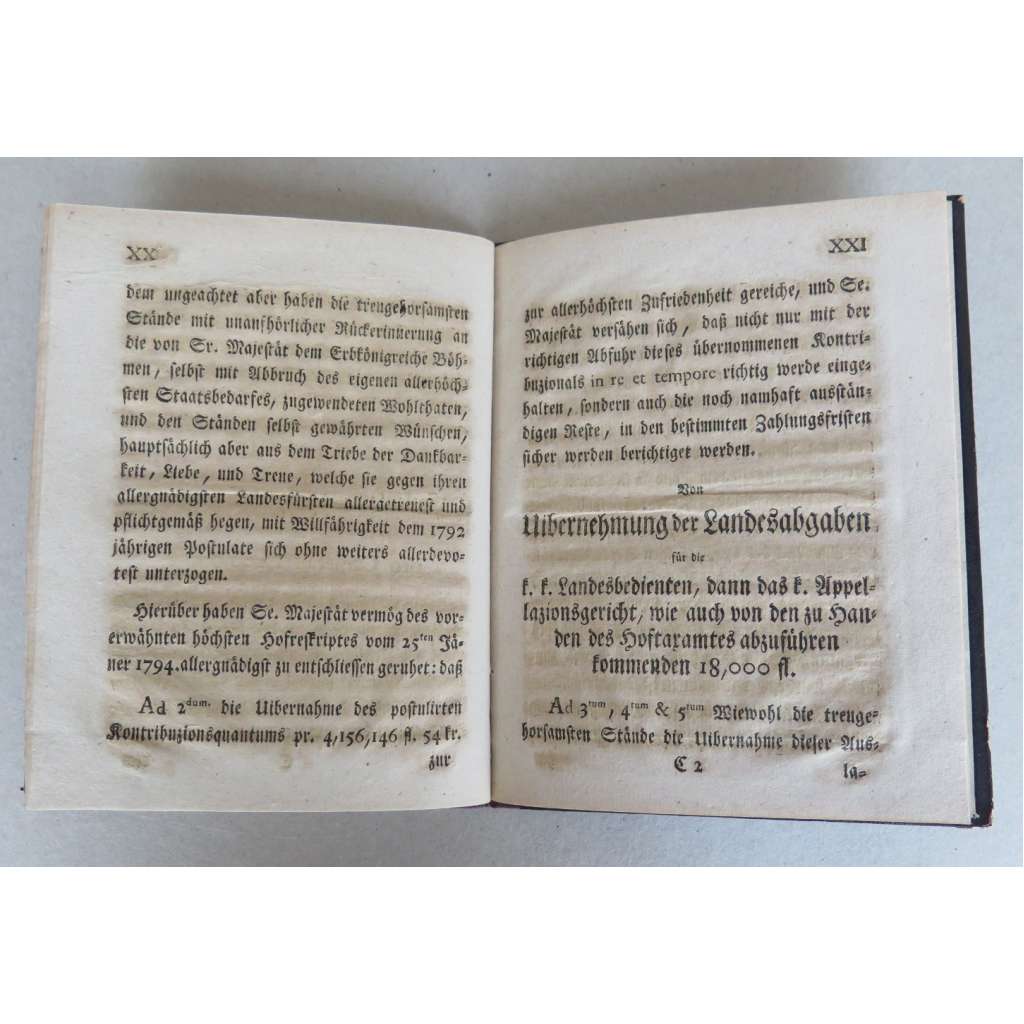 XX
dem ungeachtet aber haben die treugehorsamsten
Stände mit unaufhörlicher Rückerinnerung an
die von Sr. Majestät dem Erbkönigreiche Böh-
men, selbst mit Abbruch des eigenen allerhöch-
sten Staatsbedarfes, zugewendeten Wohlthaten,
und den Ständen selbst gewährten Wünschen,
hauptsächlich aber aus dem Triebe der Dankbar-
keit, Liebe, und Treue, welche sie gegen ihren
allergnädigsten Landesfürsten allergetreuest und
pflichtgemäß hegen, mit Willfährigkeit dem 1792
jährigen Postulate sich ohne weiters allerdevo-
test unterzogen.
Hierüber haben Se. Majestät vermög des vor-
erwähnten höchsten Hofreskriptes vom 25ten Jä-
ner 1794. allergnädigst zu entschliessen geruhet: daß
Ad 2dum. die Uibernahme des postulirten
Kontribuzionsquantums pr. 4,156,146 fl. 54 kr.
zur
XXI
zur allerhöchsten Zufriedenheit gereiche, und Se.
Majestät versähen sich, daß nicht nur mit der
richtigen Abfuhr dieses übernommenen Kontri-
buzionals in re et tempore richtig werde einge-
halten, sondern auch die noch namhaft ausstän-
digen Reste, in den bestimmten Zahlungsfristen
sicher werden berichtiget werden.
Von
Uibernehmung der Landesabgaben
für die
k. k. Landesbedienten, dann das k. Appel-
lazionsgericht, wie auch von den zu Han-
den des Hoftaxamtes abzuführen
kommenden 18,000 fl.
Ad 3tium, 4tum & 5tum Wiewohl die treuge-
horsamsten Stände die Uibernahme dieser Aus-
C 2
la-